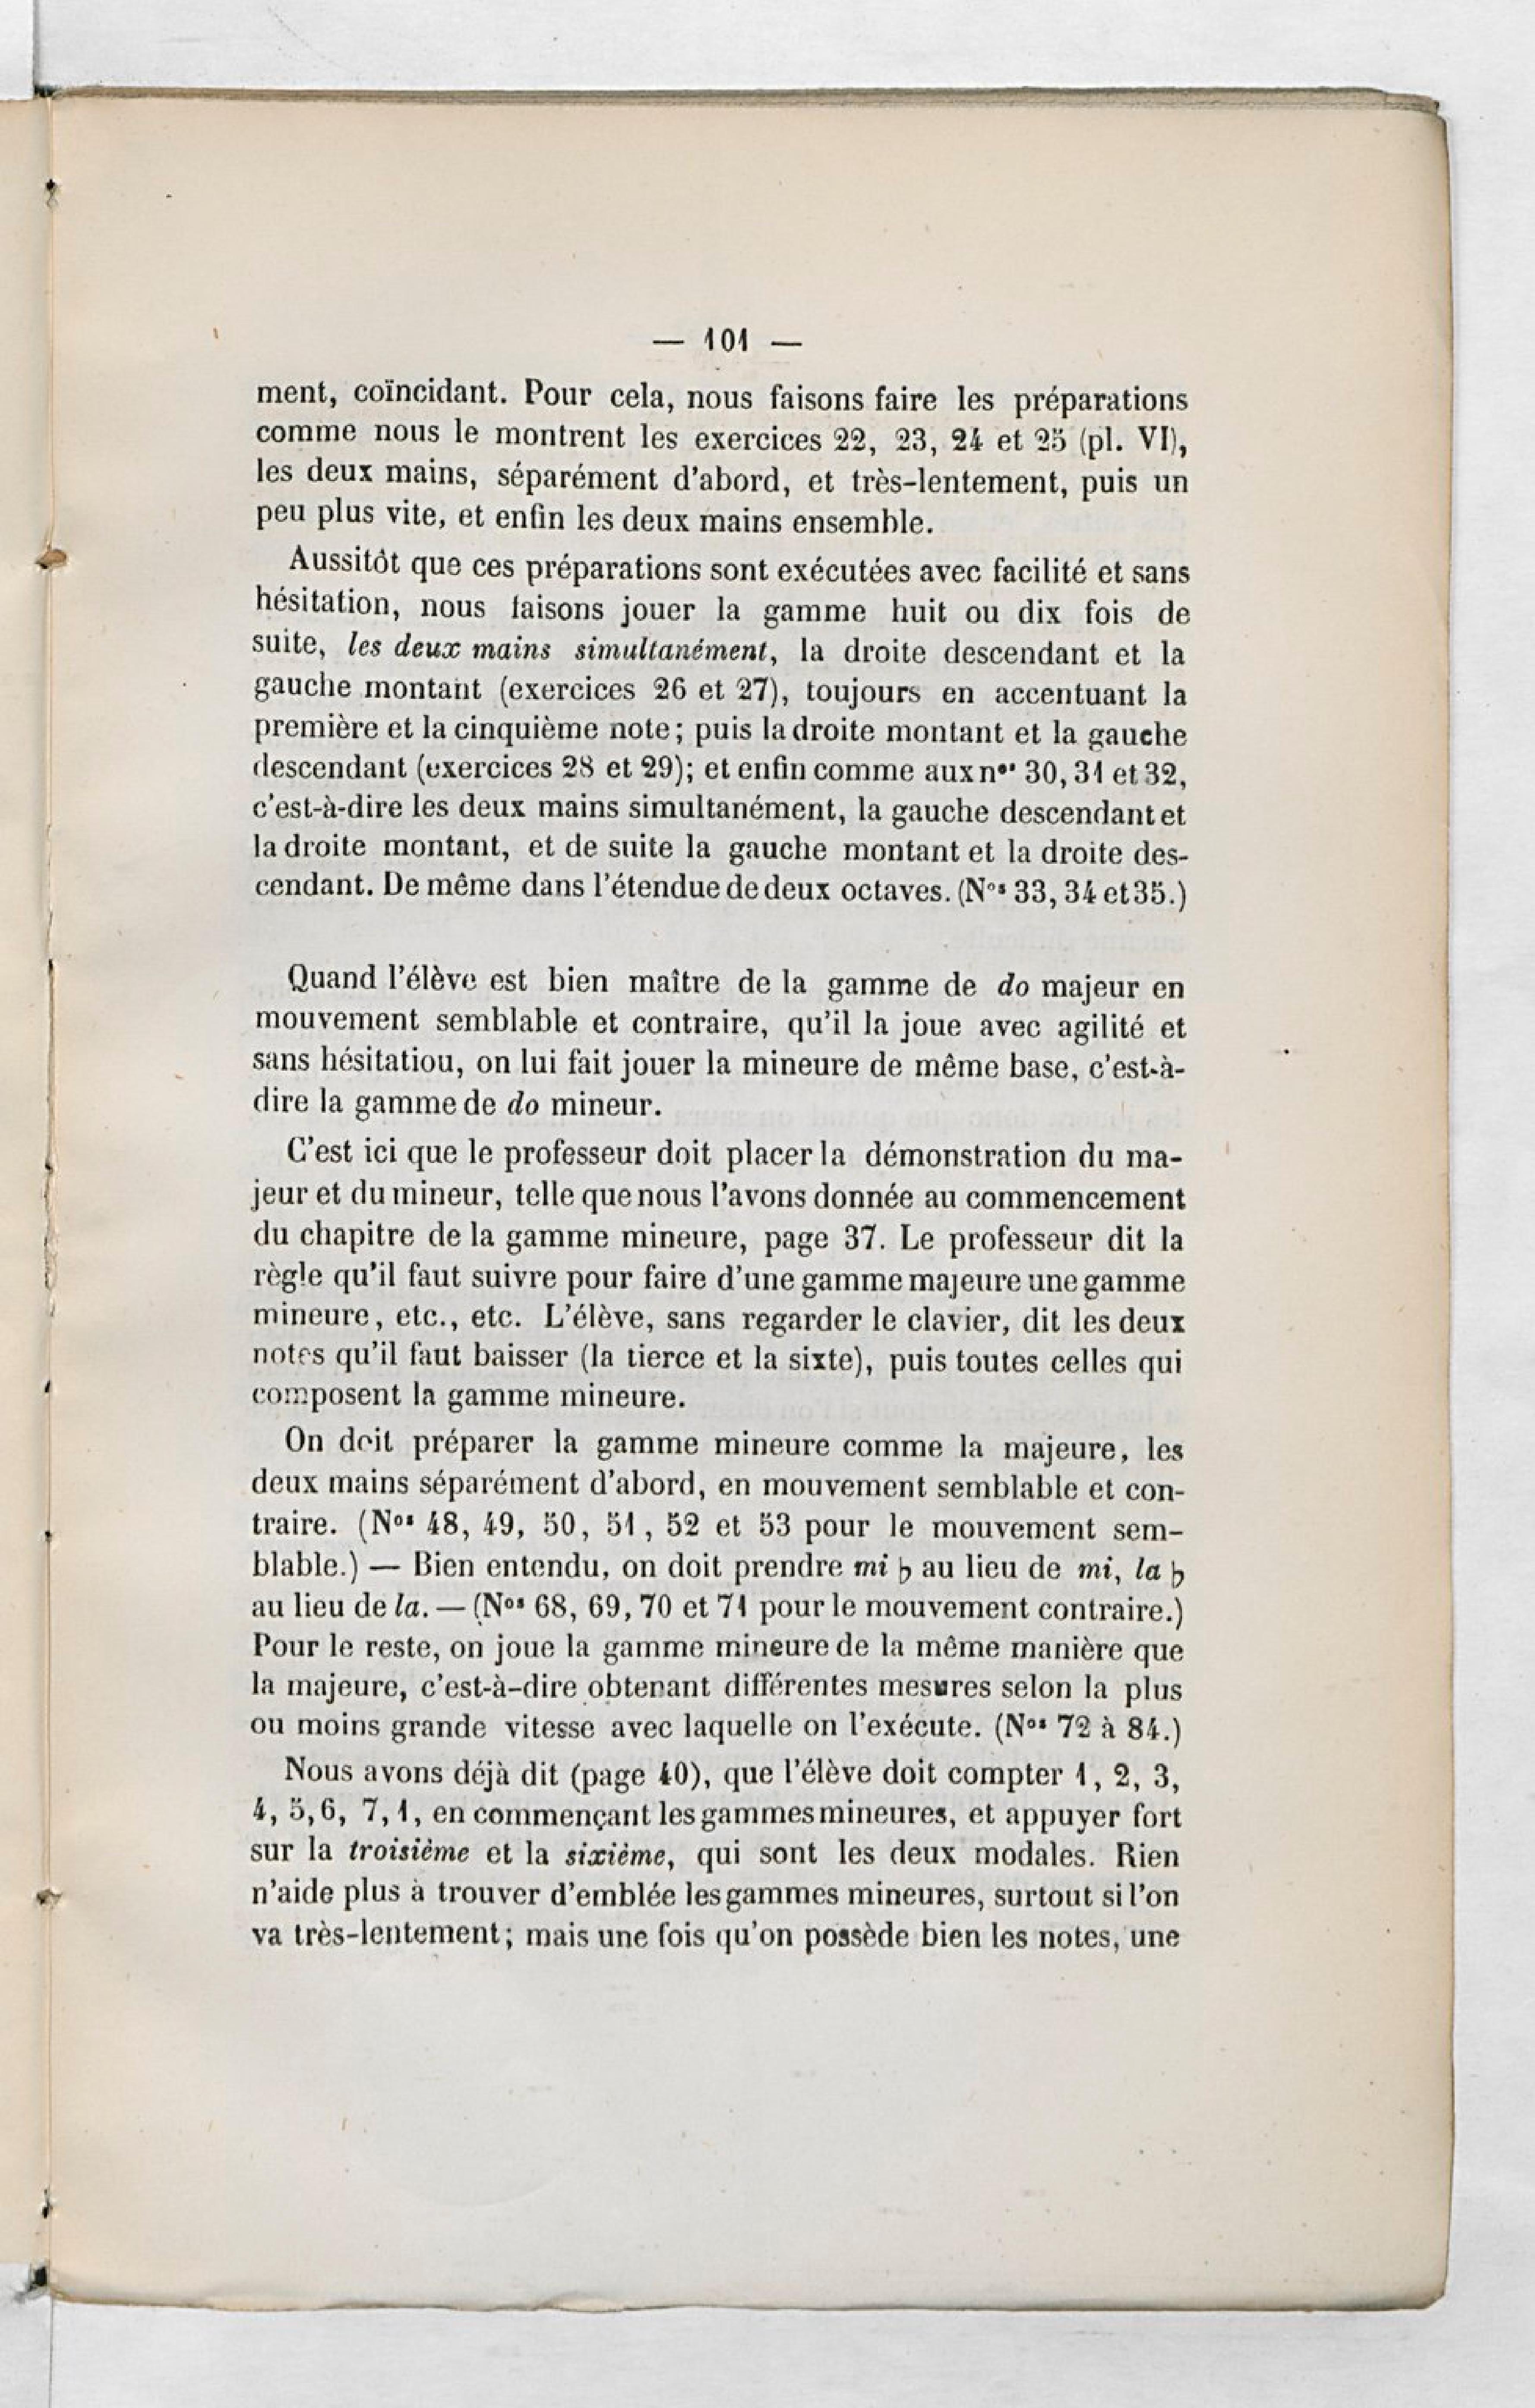 — 101 —
ment, coïncidant. Pour cela, nous faisons faire les préparations
comme nous le montrent les exercices 22, 23, 24 et 25 (pl. VI),
les deux mains, séparément d'abord, et très-lentement, puis un
peu plus vite, et enfin les deux mains ensemble.
Aussitôt que ces préparations sont exécutées avec facilité et sans
hésitation, nous faisons jouer la gamme huit ou dix fois de
suite, les deux mains simultanément, la droite descendant et la
gauche montant (exercices 26 et 27), toujours en accentuant la
première et la cinquième note; puis la droite montant et la gauche
descendant (exercices 28 et 29); et enfin comme aux nos 30, 31 et 32,
c'est-à-dire les deux mains simultanément, la gauche descendant et
la droite montant, et de suite la gauche montant et la droite des-
cendant. De même dans l'étendue de deux octaves. (Nos 33, 34 et 35.)
Quand l'élève est bien maître de la gamme de do majeur en
mouvement semblable et contraire, qu'il la joue avec agilité et
sans hésitatiou, on lui fait jouer la mineure de même base, c'est-à-
dire la gamme de do mineur.
C'est ici que le professeur doit placer la démonstration du ma-
jeur et du mineur, telle que nous l'avons donnée au commencement
du chapitre de la gamme mineure, page 37. Le professeur dit la
règle qu'il faut suivre pour faire d'une gamme majeure une gamme
mineure, etc., etc. L'élève, sans regarder le clavier, dit les deux
notes qu'il faut baisser (la tierce et la sixte), puis toutes celles qui
composent la gamme mineure.
On doit préparer la gamme mineure comme la majeure, les
deux mains séparément d'abord, en mouvement semblable et con-
traire. (Nos 48, 49, 50, 51, 52 et 53 pour le mouvement sem-
blable.) — Bien entendu, on doit prendre mi ♭ au lieu de mi, la ♭
au lieu de la. — (Nos 68, 69, 70 et 71 pour le mouvement contraire.)
Pour le reste, on joue la gamme mineure de la même manière que
la majeure, c'est-à-dire obtenant différentes mesures selon la plus
ou moins grande vitesse avec laquelle on l'exécute. (Nos 72 à 84.)
Nous avons déjà dit (page 40), que l'élève doit compter 1, 2, 3,
4, 5, 6, 7, 1, en commençant les gammes mineures, et appuyer fort
sur la troisième et la sixième, qui sont les deux modales. Rien
n'aide plus à trouver d'emblée les gammes mineures, surtout si l'on
va très-lentement; mais une fois qu'on possède bien les notes, une